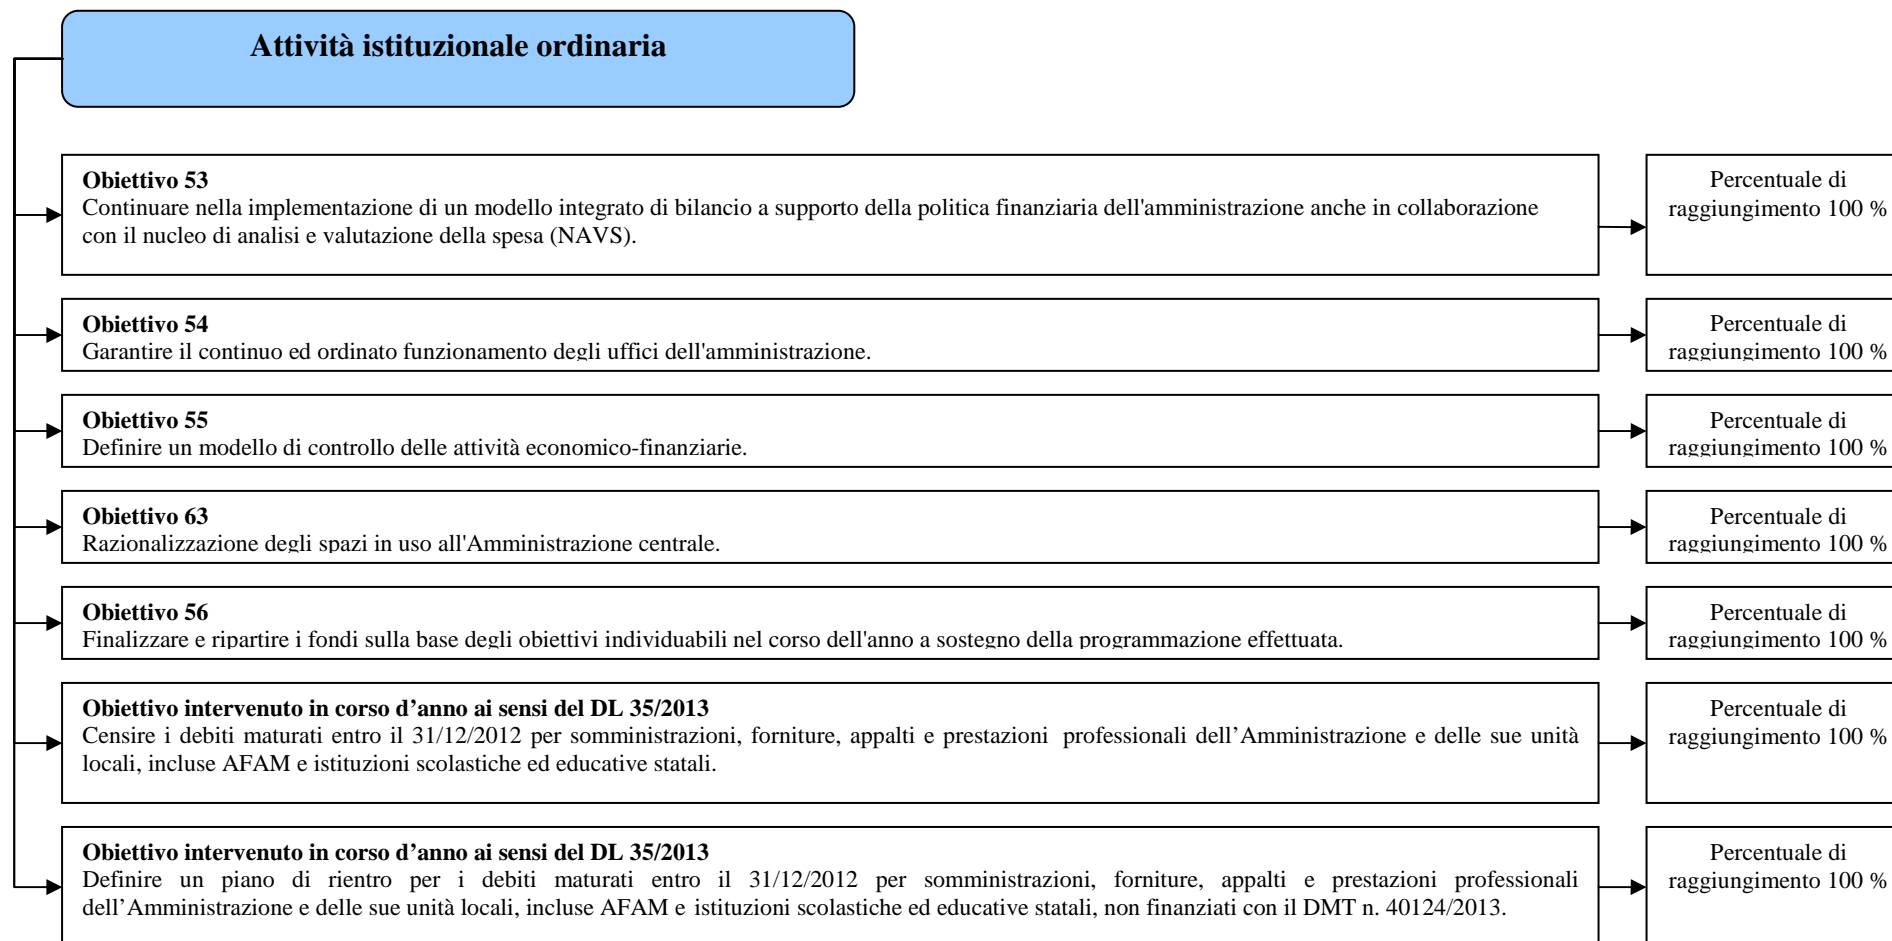 Attività istituzionale ordinaria
Obiettivo 53
Continuare nella implementazione di un modello integrato di bilancio a supporto della politica finanziaria dell'amministrazione anche in collaborazione
con il nucleo di analisi e valutazione della spesa (NAVS).
Percentuale di
raggiungimento 100 %
Obiettivo 54
Garantire il continuo ed ordinato funzionamento degli uffici dell'amministrazione.
Percentuale di
raggiungimento 100 %
Obiettivo 55
Definire un modello di controllo delle attività economico-finanziarie.
Percentuale di
raggiungimento 100 %
Obiettivo 63
Razionalizzazione degli spazi in uso all'Amministrazione centrale.
Percentuale di
raggiungimento 100 %
Obiettivo 56
Finalizzare e ripartire i fondi sulla base degli obiettivi individuabili nel corso dell'anno a sostegno della programmazione effettuata.
Percentuale di
raggiungimento 100 %
Obiettivo intervenuto in corso d’anno ai sensi del DL 35/2013
Censire i debiti maturati entro il 31/12/2012 per somministrazioni, forniture, appalti e prestazioni professionali dell’Amministrazione e delle sue unità
locali, incluse AFAM e istituzioni scolastiche ed educative statali.
Percentuale di
raggiungimento 100 %
Obiettivo intervenuto in corso d’anno ai sensi del DL 35/2013
Definire un piano di rientro per i debiti maturati entro il 31/12/2012 per somministrazioni, forniture, appalti e prestazioni professionali
dell’Amministrazione e delle sue unità locali, incluse AFAM e istituzioni scolastiche ed educative statali, non finanziati con il DMT n. 40124/2013.
Percentuale di
raggiungimento 100 %